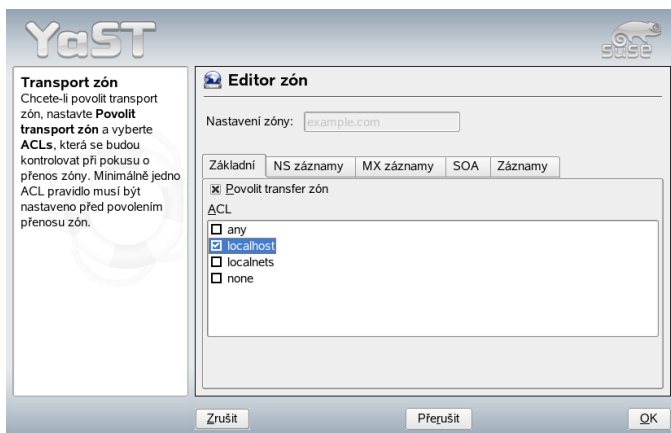 YaST
SUSE
Transport zón
Chcete-li povolit transport
zón, nastavte Povolit
transport zón a vyberte
ACLs, která se budou
kontrolovat při pokusu o
přenos zóny. Minimálně jedno
ACL pravidlo musí být
nastaveno před povolením
přenosu zón.
Editor zón
Nastavení zóny: example.com
Základní NS záznamy MX záznamy SOA Záznamy
Povolit transfer zón
ACL
any
localhost
localnets
none
Zrušit Přerušit OK